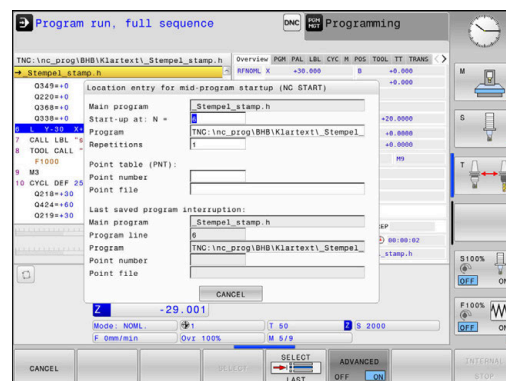 Program run, full sequence
DNC
PGM MGT
Programming
TNC:\nc_prog\BHB\Klartext\_Stempel_stamp.h
→_Stempel_stamp.h
Overview PGM PAL LBL CYC M POS TOOL TT TRANS
RFNOML X +30.000 B +0.000
+0.000
Q349=+0
Q220=+0
Q368=+0
Q338=+0
6 L Y-30 X+
7 CALL LBL "s
8 TOOL CALL "
F1000
9 M3
10 CYCL DEF 25
Q218=+30
Q424=+60
Q219=+30
Location entry for mid-program startup (NC START)
Main program _Stempel_stamp.h
Start-up at: N = 6
Program TNC:\nc_prog\BHB\Klartext\_Stempel_
Repetitions 1
Point table (PNT):
Point number
Point file
Last saved program interruption:
Main program _Stempel_stamp.h
Program line 6
Program TNC:\nc_prog\BHB\Klartext\_Stempel_
Point number
Point file
CANCEL
+20.0000
+0.0000
+0.0000
M9
EP
00:00:02
_stamp.h
Z -29.001
Mode: NOML. 1 T 50 Z S 2000
F 0mm/min Ovr 100% M 5/9
M
S
T
S100%
OFF ON
F100%
OFF ON
CANCEL
SELECT
SELECT
LAST
ADVANCED
OFF ON
INTERNAL
STOP